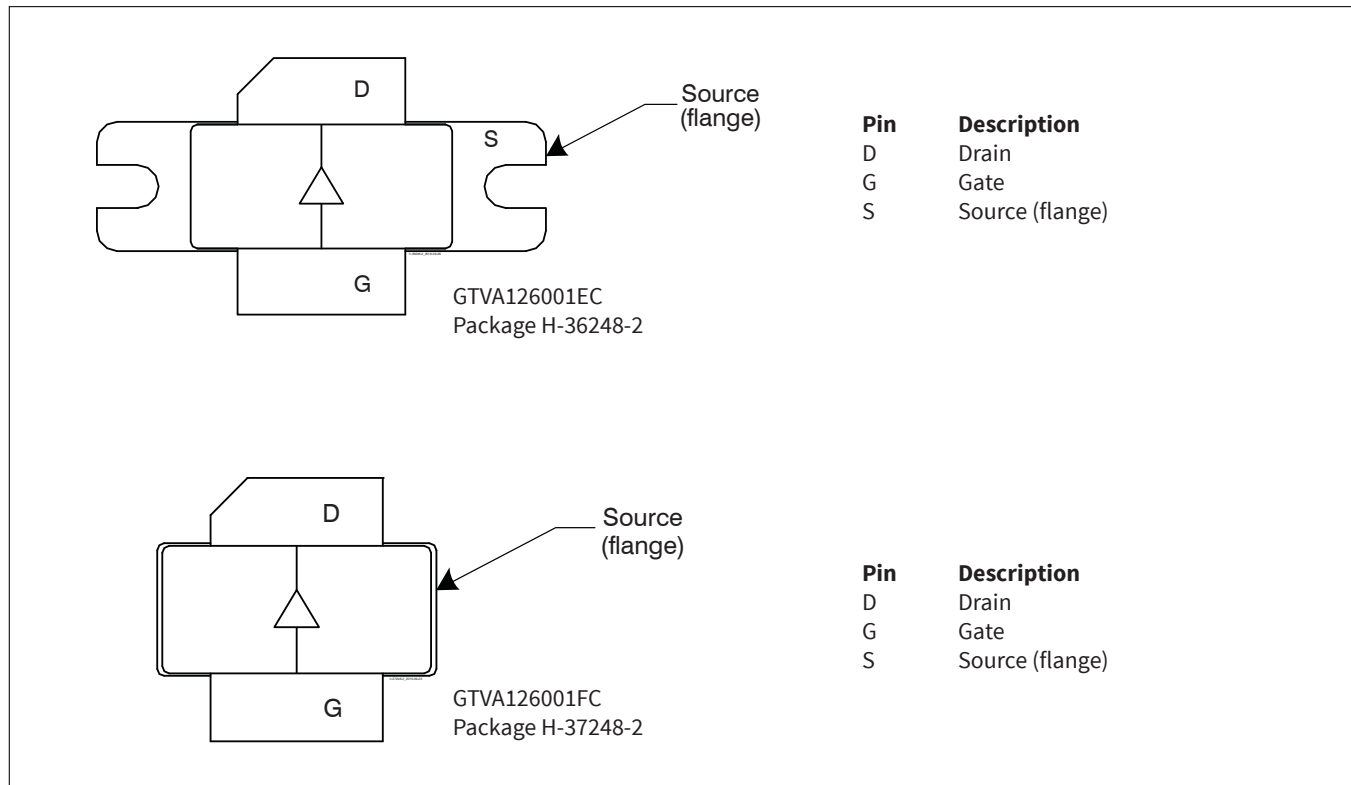 D
Source
(flange)
S
G
GTVA126001EC
Package H-36248-2
Pin Description
D Drain
G Gate
S Source (flange)
D
Source
(flange)
G
GTVA126001FC
Package H-37248-2
Pin Description
D Drain
G Gate
S Source (flange)